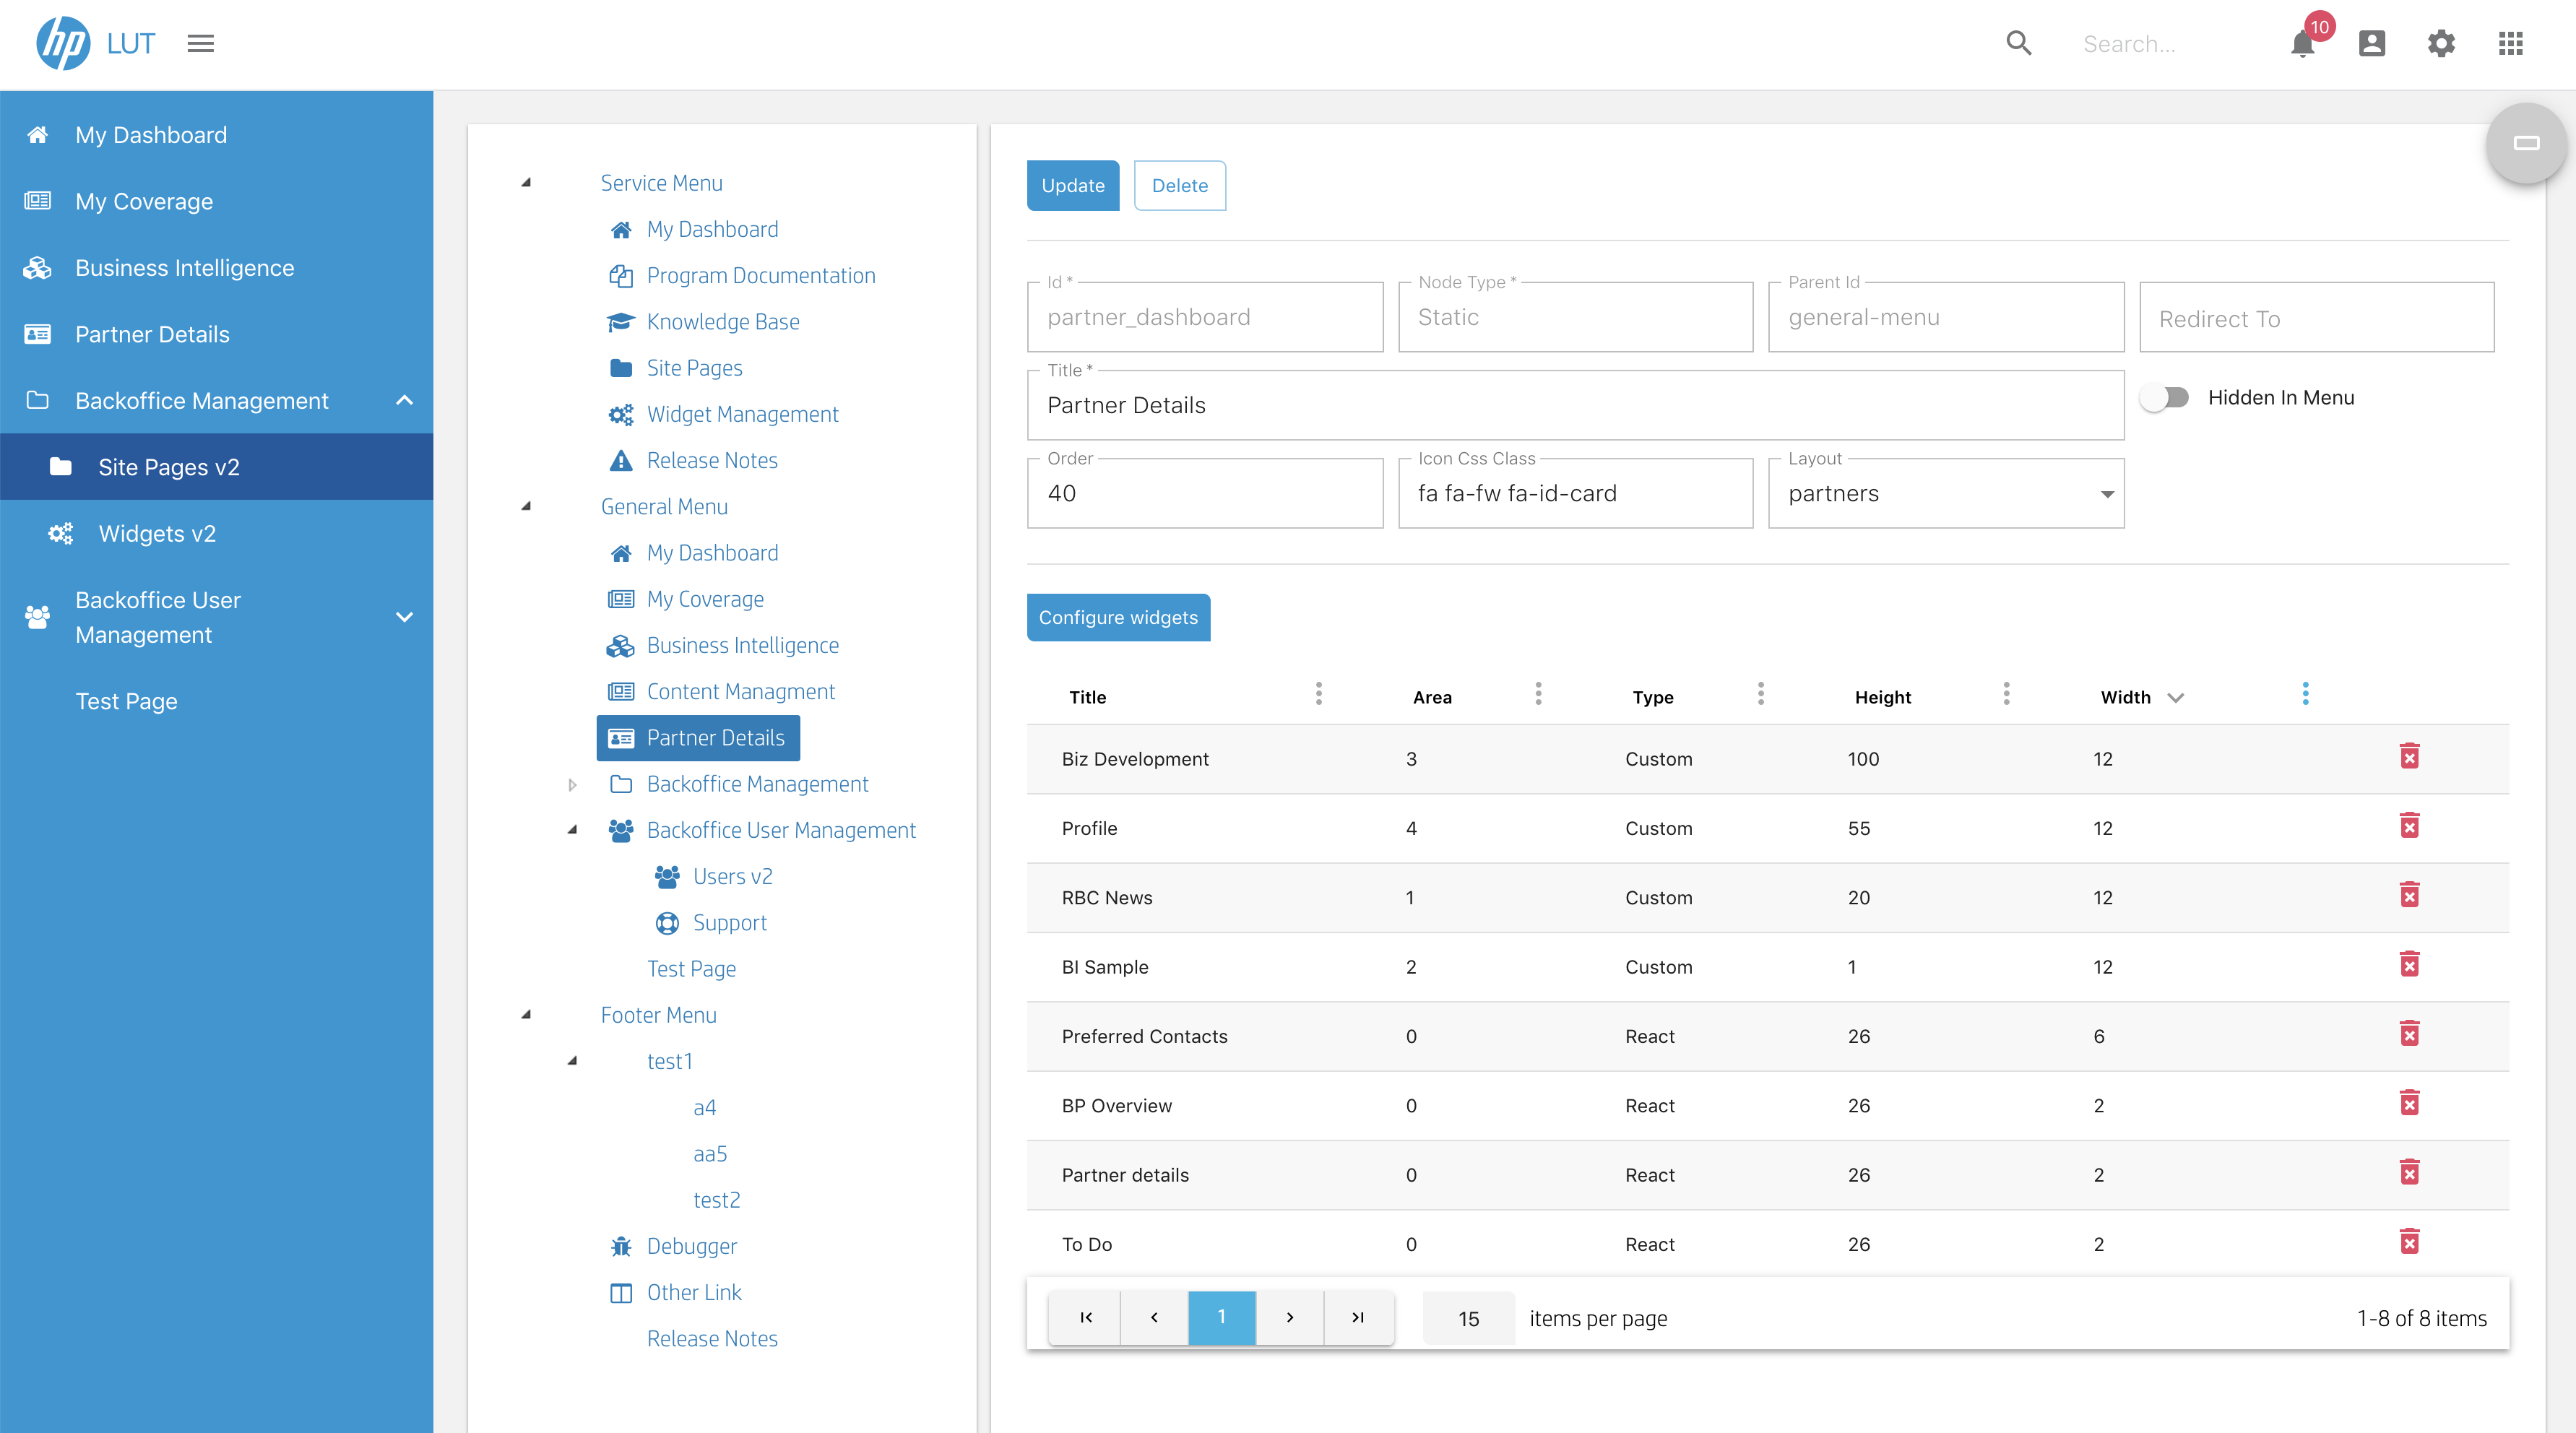 hp LUT
Search...
10
My Dashboard
My Coverage
Business Intelligence
Partner Details
Backoffice Management
Site Pages v2
Widgets v2
Backoffice User
Management
Test Page
Service Menu
My Dashboard
Program Documentation
Knowledge Base
Site Pages
Widget Management
Release Notes
General Menu
My Dashboard
My Coverage
Business Intelligence
Content Managment
Partner Details
Backoffice Management
Backoffice User Management
Users v2
Support
Test Page
Footer Menu
test1
a4
aa5
test2
Debugger
Other Link
Release Notes
Update Delete
Id * Node Type * Parent Id
partner_dashboard Static general-menu Redirect To
Title *
Partner Details Hidden In Menu
Order Icon Css Class Layout
40 fa fa-fw fa-id-card partners
Configure widgets
Title Area Type Height Width
Biz Development 3 Custom 100 12
Profile 4 Custom 55 12
RBC News 1 Custom 20 12
BI Sample 2 Custom 1 12
Preferred Contacts 0 React 26 6
BP Overview 0 React 26 2
Partner details 0 React 26 2
To Do 0 React 26 2
1 15 items per page 1-8 of 8 items